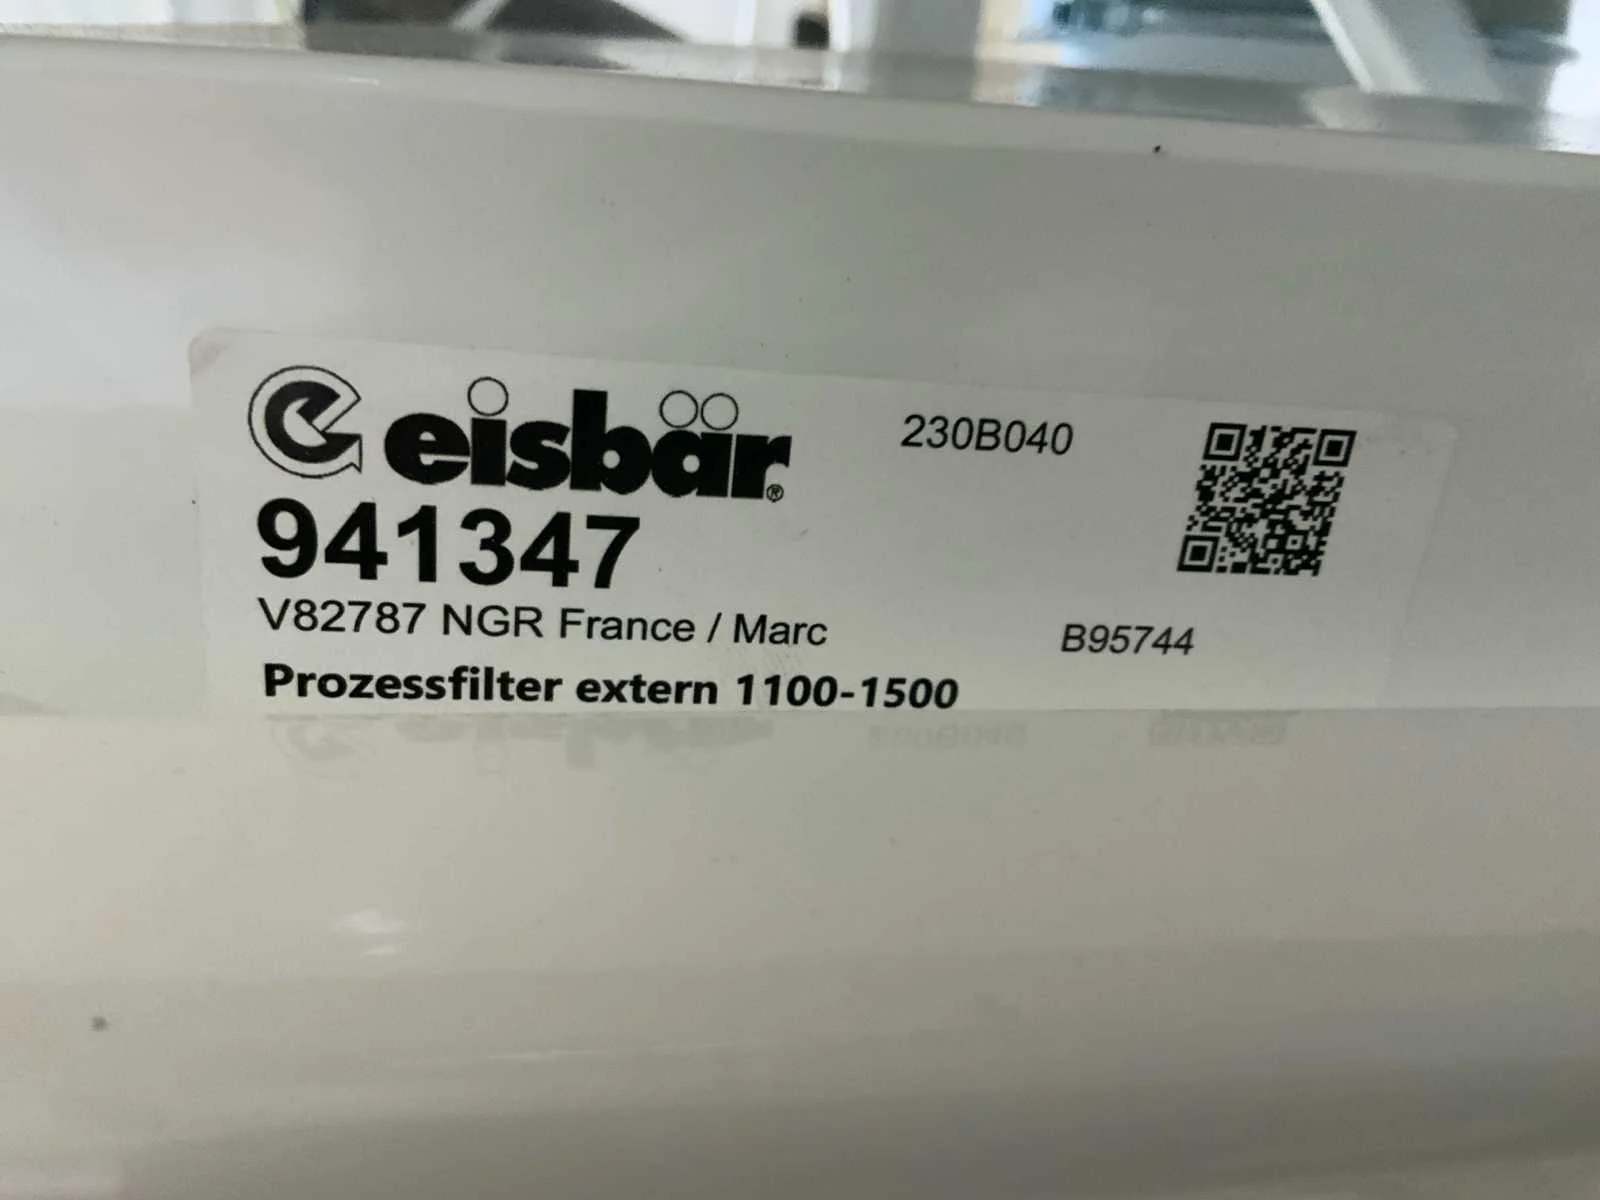 eisbär®
230B040
941347
V82787 NGR France / Marc
B95744
Prozessfilter extern 1100-1500